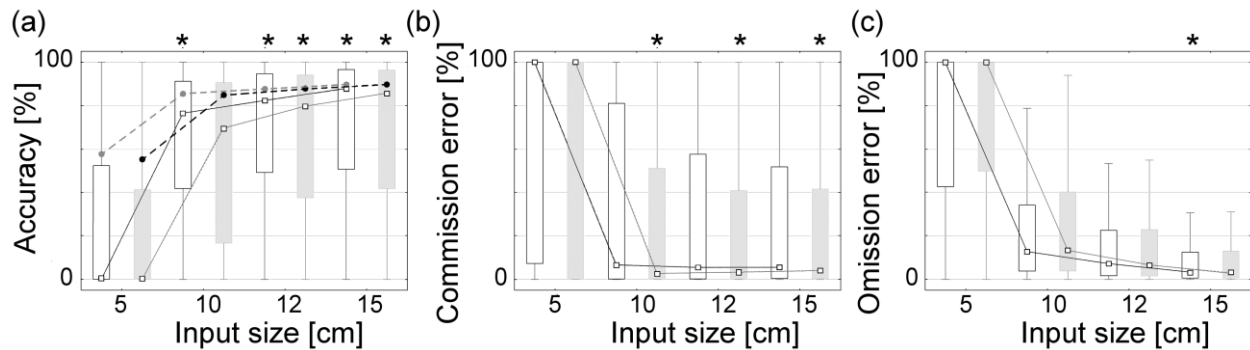 (a)
* * * * *
100
0
Accuracy [%]
5 10 12 15
Input size [cm]
(b)
* * *
100
0
Commission error [%]
5 10 12 15
Input size [cm]
(c)
*
100
0
Omission error [%]
5 10 12 15
Input size [cm]